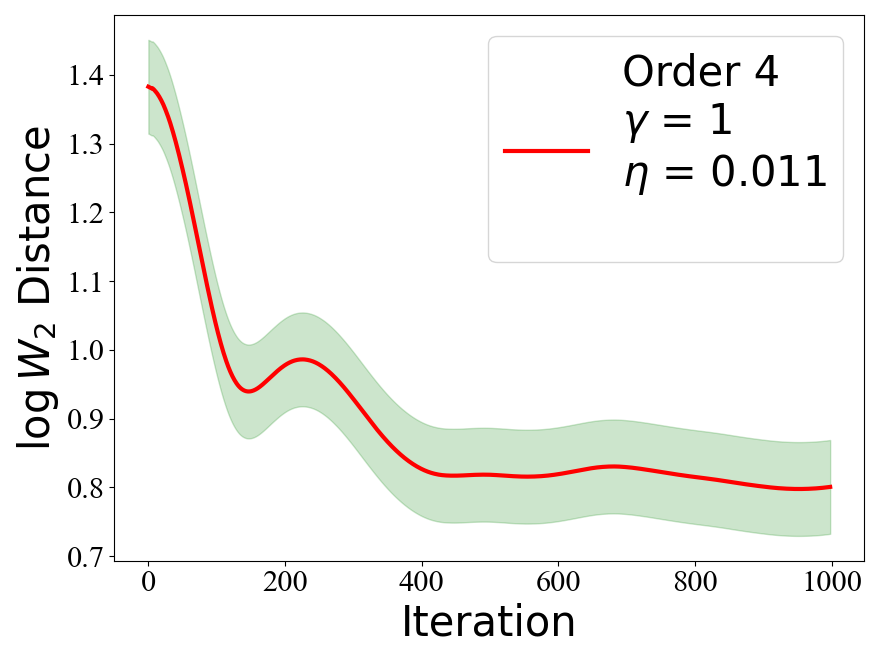 log W₂ Distance
1.4
1.3
1.2
1.1
1.0
0.9
0.8
0.7
Order 4
γ = 1
η = 0.011
0 200 400 600 800 1000
Iteration